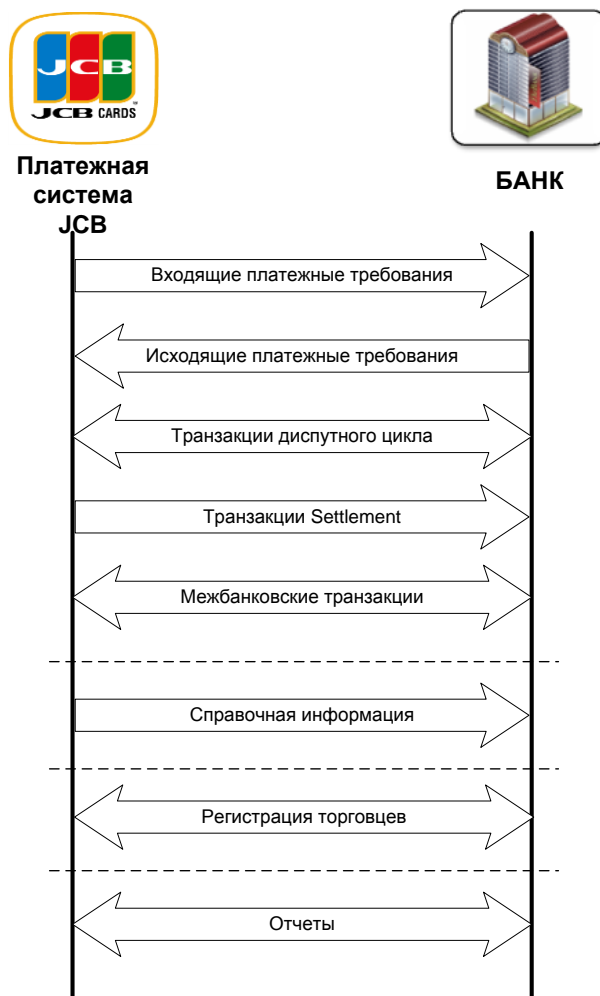 JCB
JCB CARDS
Платежная
система
JCB
БАНК
Входящие платежные требования
Исходящие платежные требования
Транзакции диспутного цикла
Транзакции Settlement
Межбанковские транзакции
Справочная информация
Регистрация торговцев
Отчеты